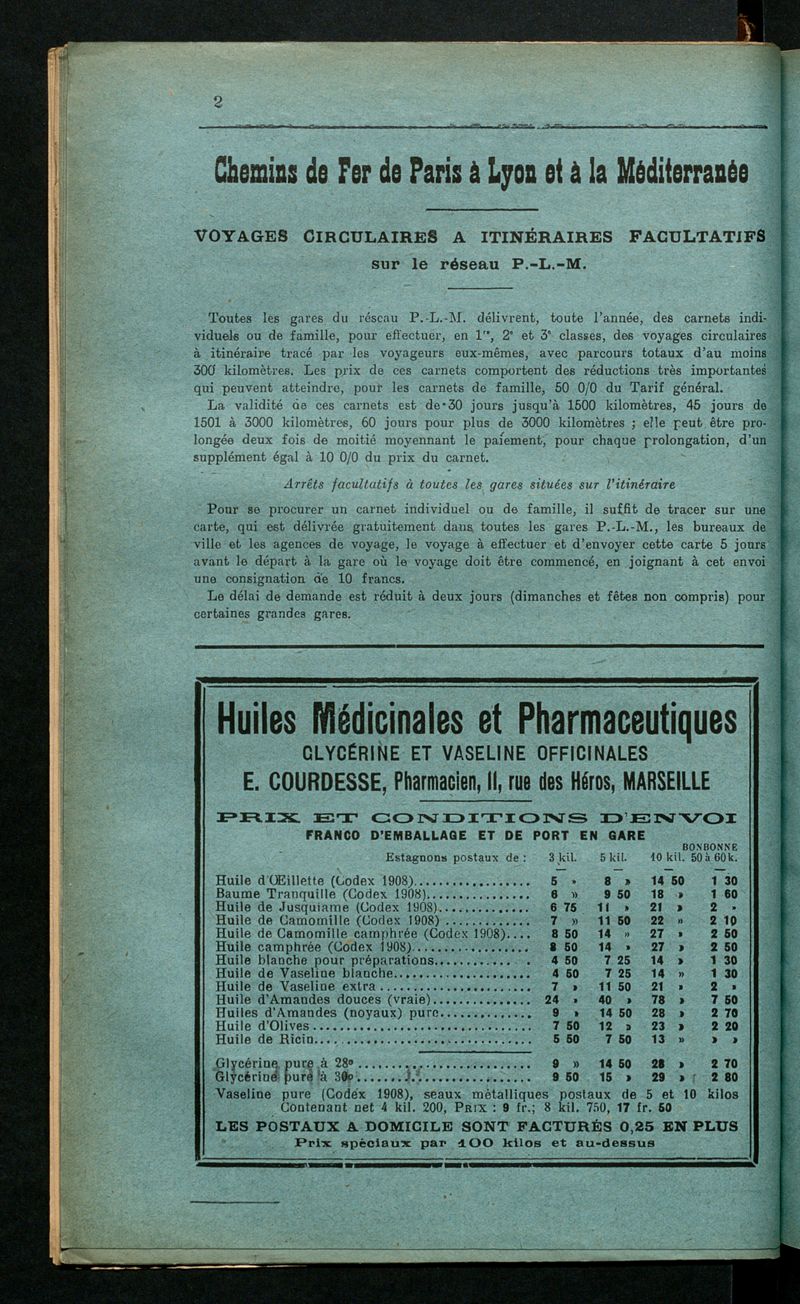 2
Chemins de Fer de Paris à Lyon et à la Méditerranée
VOYAGES CIRCULAIRES A ITINÉRAIRES FACULTATIFS
sur le réseau P.-L.-M.
Toutes les gares du réseau P.-L.-M. délivrent, toute l'année, des carnets indi-
viduels ou de famille, pour effectuer, en 1re, 2e et 3e classes, des voyages circulaires
à itinéraire tracé par les voyageurs eux-mêmes, avec parcours totaux d'au moins
300 kilomètres. Les prix de ces carnets comportent des réductions très importantes
qui peuvent atteindre, pour les carnets de famille, 50 0/0 du Tarif général.
La validité de ces carnets est de 30 jours jusqu'à 1500 kilomètres, 45 jours de
1501 à 3000 kilomètres, 60 jours pour plus de 3000 kilomètres ; elle peut être pro-
longée deux fois de moitié moyennant le paiement, pour chaque prolongation, d'un
supplément égal à 10 0/0 du prix du carnet.
Arrêts facultatifs à toutes les gares situées sur l'itinéraire
Pour se procurer un carnet individuel ou de famille, il suffit de tracer sur une
carte, qui est délivrée gratuitement dans toutes les gares P.-L.-M., les bureaux de
ville et les agences de voyage, le voyage à effectuer et d'envoyer cette carte 5 jours
avant le départ à la gare où le voyage doit être commencé, en joignant à cet envoi
une consignation de 10 francs.
Le délai de demande est réduit à deux jours (dimanches et fêtes non compris) pour
certaines grandes gares.
Huiles Médicinales et Pharmaceutiques
GLYCÉRINE ET VASELINE OFFICINALES
E. COURDESSE, Pharmacien, 11, rue des Héros, MARSEILLE
PRIX ET CONDITIONS D'ENVOI
FRANCO D'EMBALLAGE ET DE PORT EN GARE
BONBONNE
Estagnons postaux de : 3 kil. 5 kil. 10 kil. 50 à 60 k.
Huile d'Œillette (Codex 1908).................. 5 » 8 » 14 50 1 30
Baume Tranquille (Codex 1908)................ 6 » 9 50 18 » 1 60
Huile de Jusquiame (Codex 1908).............. 6 75 11 » 21 » 2 »
Huile de Camomille (Codex 1908) ............. 7 » 11 50 22 » 2 10
Huile de Camomille camphrée (Codex 1908).... 8 50 14 » 27 » 2 50
Huile camphrée (Codex 1908).................. 8 50 14 » 27 » 2 50
Huile blanche pour préparations............... 4 50 7 25 14 » 1 30
Huile de Vaseline blanche..................... 4 50 7 25 14 » 1 30
Huile de Vaseline extra ....................... 7 » 11 50 21 » 2 »
Huile d'Amandes douces (vraie)............... 24 » 40 » 78 » 7 50
Huiles d'Amandes (noyaux) pure.............. 9 » 14 50 28 » 2 70
Huile d'Olives................................. 7 50 12 » 23 » 2 20
Huile de Ricin................................. 5 50 7 50 13 » » »
Glycérine pure à 28° .......................... 9 » 14 50 28 » 2 70
Glycérine pure à 30°........................... 9 50 15 » 29 » 2 80
Vaseline pure (Codex 1908), seaux métalliques postaux de 5 et 10 kilos
Contenant net 4 kil. 200, PRIX : 9 fr.; 8 kil. 750, 17 fr. 50
LES POSTAUX A DOMICILE SONT FACTURÉS 0,25 EN PLUS
Prix spéciaux par 100 kilos et au-dessus